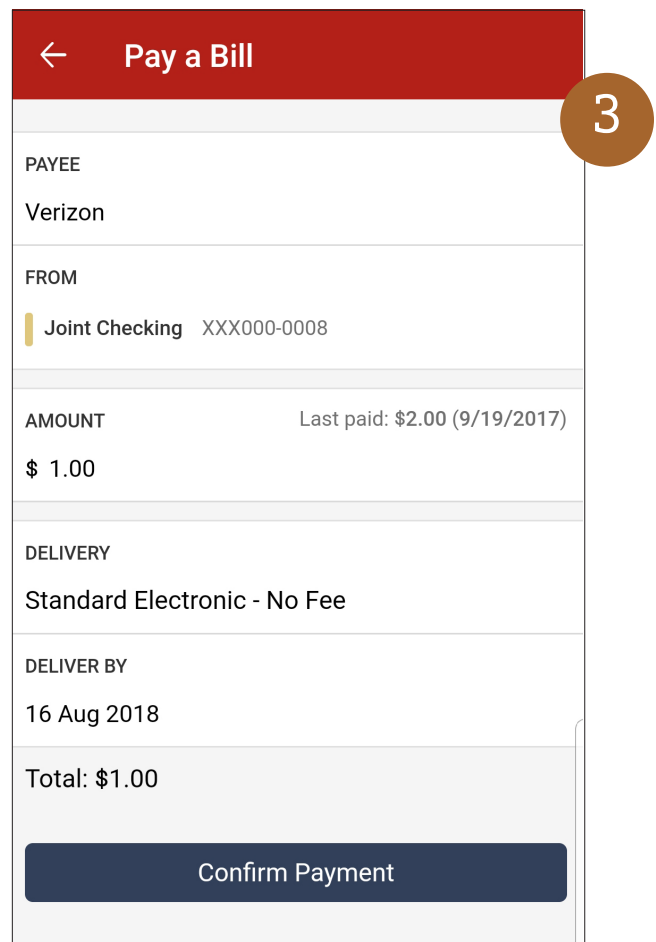 Pay a Bill
3
PAYEE
Verizon
FROM
Joint Checking XXX000-0008
AMOUNT Last paid: $2.00 (9/19/2017)
$ 1.00
DELIVERY
Standard Electronic - No Fee
DELIVER BY
16 Aug 2018
Total: $1.00
Confirm Payment